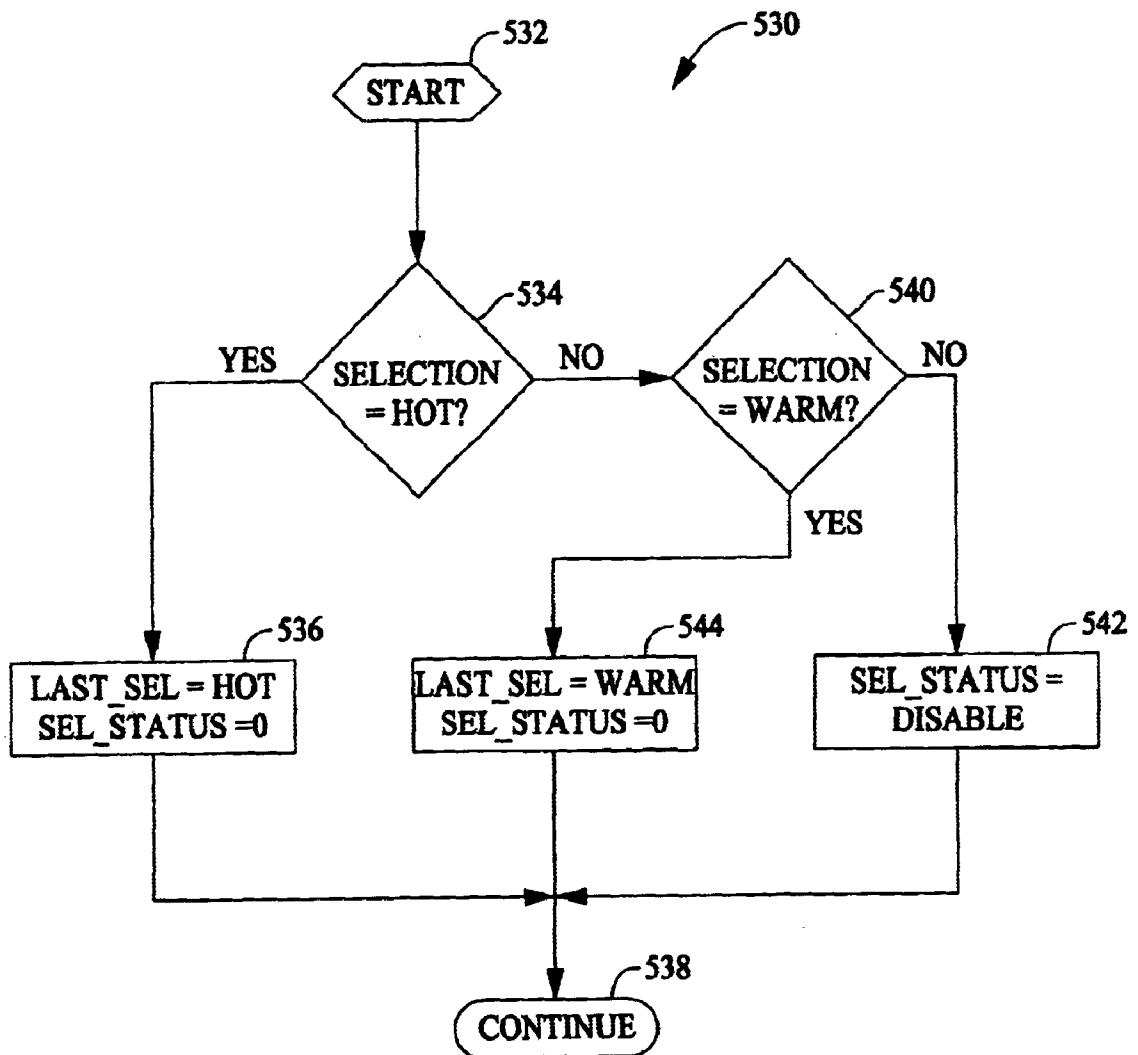 532
530
START
534
540
YES
NO
NO
SELECTION
= HOT?
SELECTION
= WARM?
YES
536
544
542
LAST_SEL = HOT
SEL_STATUS =0
LAST_SEL = WARM
SEL_STATUS =0
SEL_STATUS =
DISABLE
538
CONTINUE